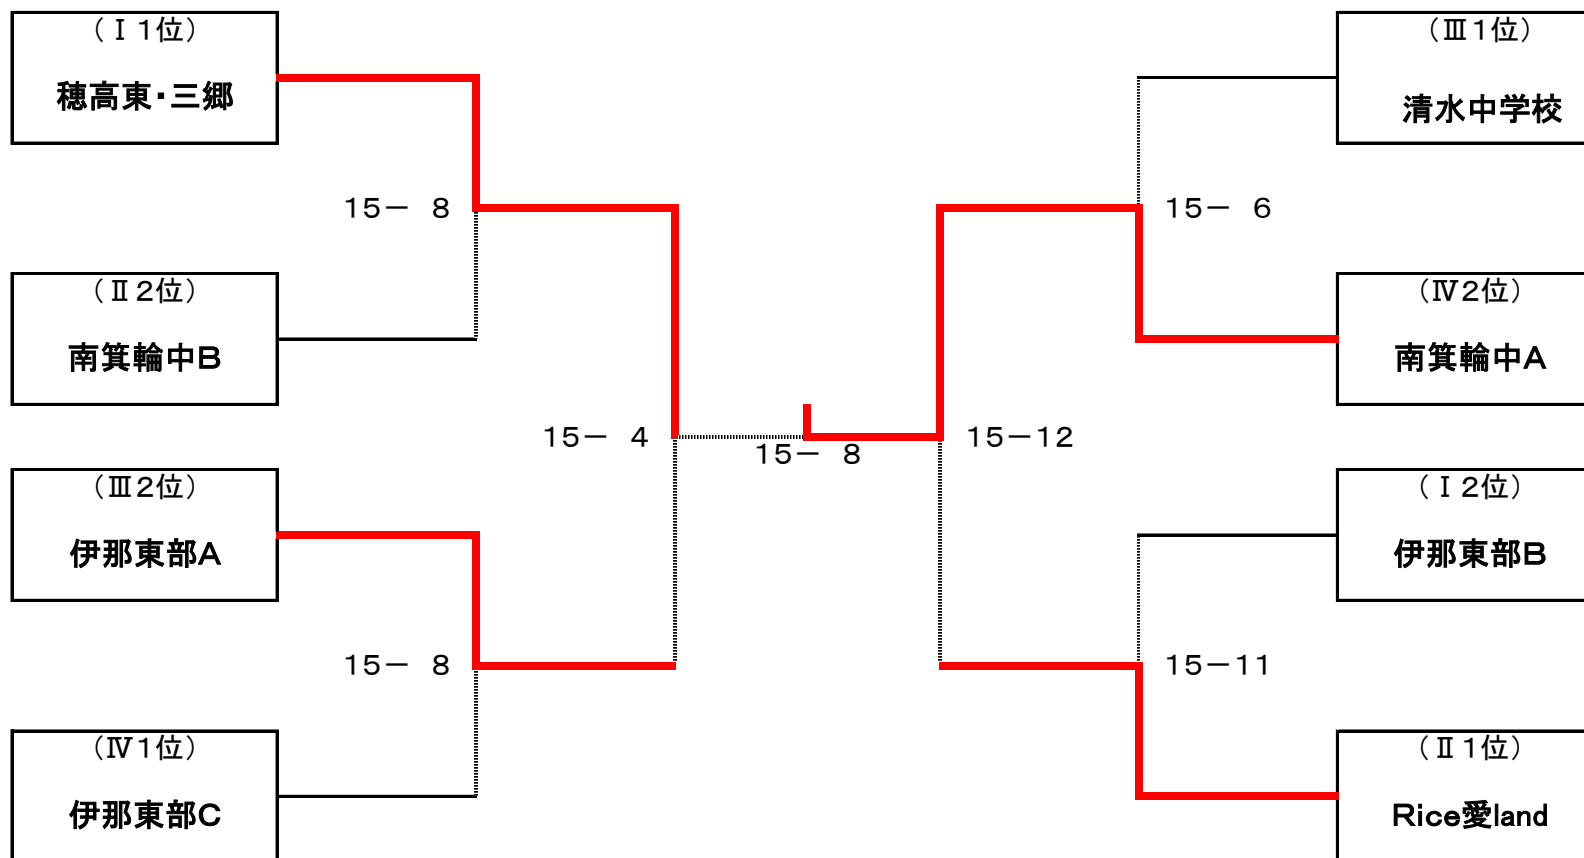 （Ⅰ１位）
穂高東・三郷
（Ⅲ１位）
清水中学校
１５－　８
１５－　６
（Ⅱ２位）
南箕輪中Ｂ
（Ⅳ２位）
南箕輪中Ａ
１５－　４
１５－　８
１５－１２
（Ⅲ２位）
伊那東部Ａ
（Ⅰ２位）
伊那東部Ｂ
１５－　８
１５－１１
（Ⅳ１位）
伊那東部Ｃ
（Ⅱ１位）
Ｒｉｃｅ愛land